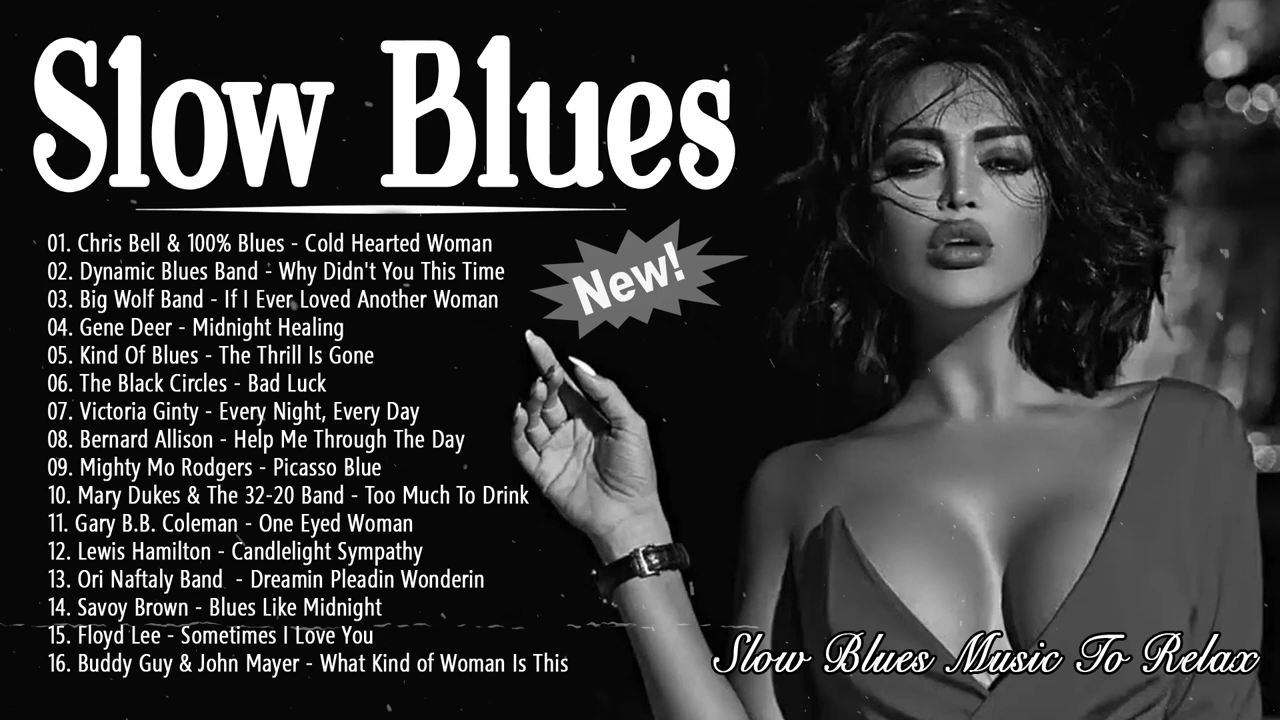 Slow Blues
01. Chris Bell & 100% Blues - Cold Hearted Woman
02. Dynamic Blues Band - Why Didn't You This Time
03. Big Wolf Band - If I Ever Loved Another Woman
04. Gene Deer - Midnight Healing
05. Kind Of Blues - The Thrill Is Gone
06. The Black Circles - Bad Luck
07. Victoria Ginty - Every Night, Every Day
08. Bernard Allison - Help Me Through The Day
09. Mighty Mo Rodgers - Picasso Blue
10. Mary Dukes & The 32-20 Band - Too Much To Drink
11. Gary B.B. Coleman - One Eyed Woman
12. Lewis Hamilton - Candlelight Sympathy
13. Ori Naftaly Band  - Dreamin Pleadin Wonderin
14. Savoy Brown - Blues Like Midnight
15. Floyd Lee - Sometimes I Love You
16. Buddy Guy & John Mayer - What Kind of Woman Is This
New!
Slow Blues Music To Relax